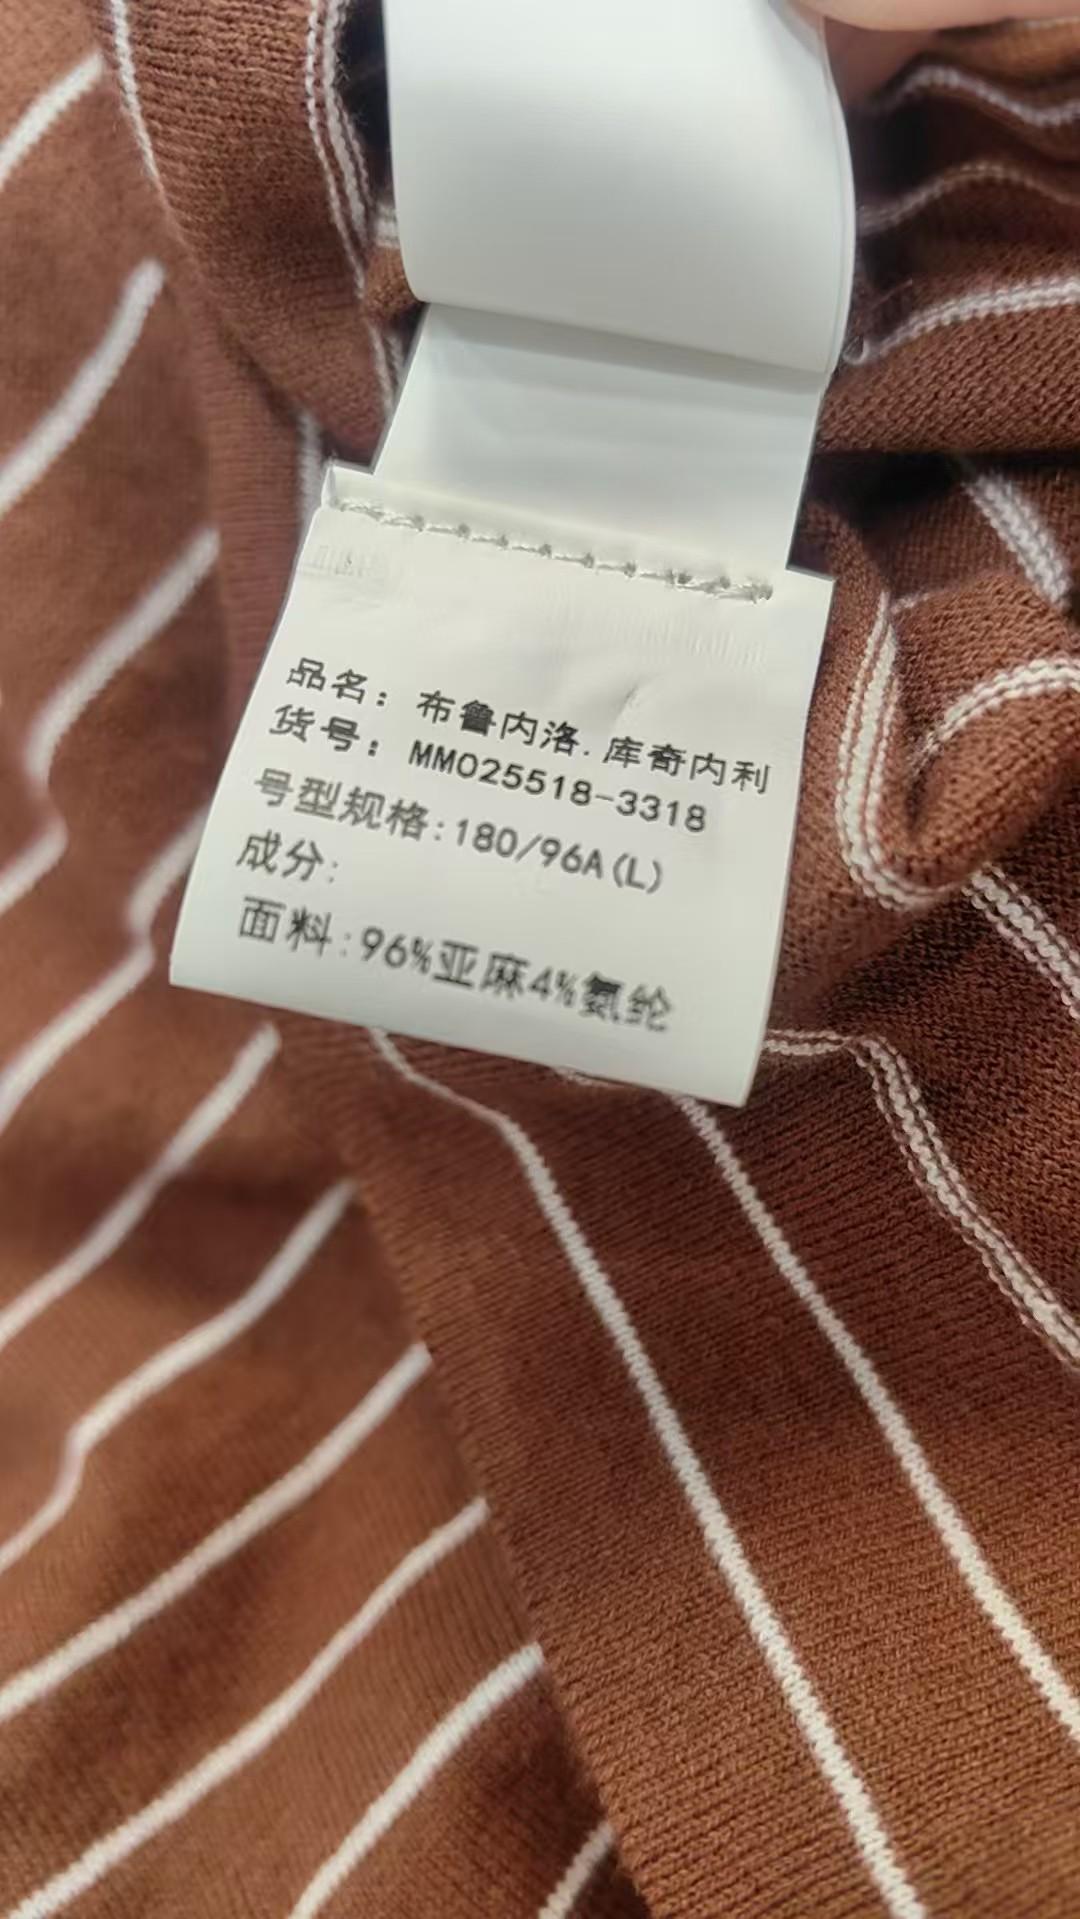 品名：布鲁内洛.库奇内利
货号：MM025518-3318
号型规格:180/96A(L)
成分:
面料:96%亚麻4%氨纶